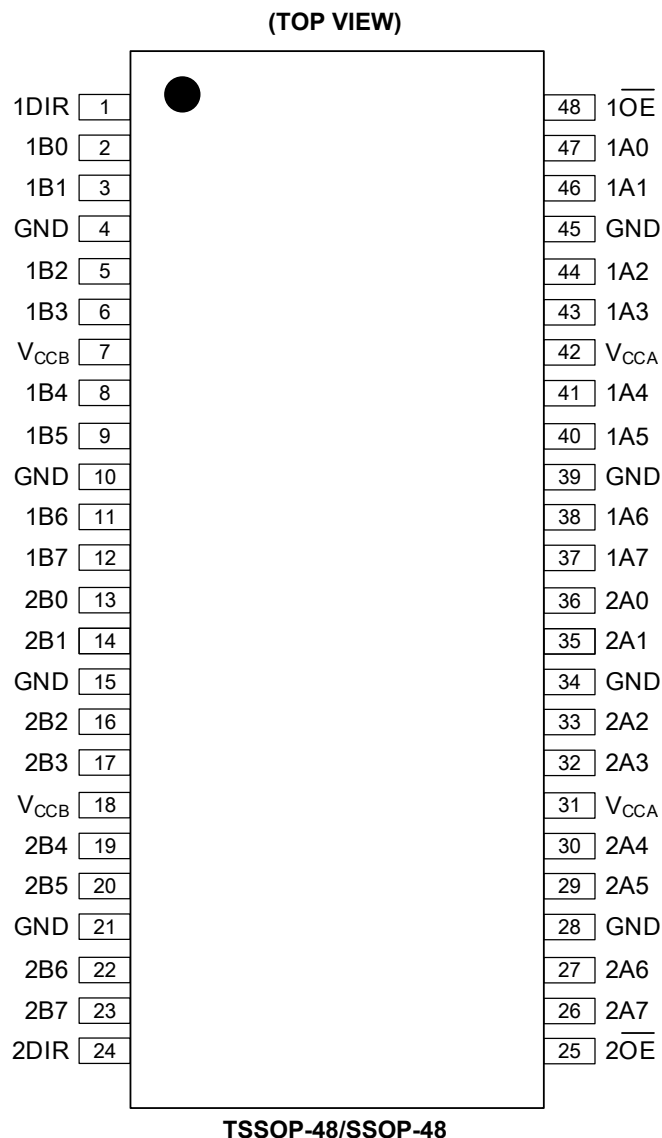 (TOP VIEW)
1DIR 1 48 1O̅E̅
1B0 2 47 1A0
1B1 3 46 1A1
GND 4 45 GND
1B2 5 44 1A2
1B3 6 43 1A3
VCCB 7 42 VCCA
1B4 8 41 1A4
1B5 9 40 1A5
GND 10 39 GND
1B6 11 38 1A6
1B7 12 37 1A7
2B0 13 36 2A0
2B1 14 35 2A1
GND 15 34 GND
2B2 16 33 2A2
2B3 17 32 2A3
VCCB 18 31 VCCA
2B4 19 30 2A4
2B5 20 29 2A5
GND 21 28 GND
2B6 22 27 2A6
2B7 23 26 2A7
2DIR 24 25 2O̅E̅
TSSOP-48/SSOP-48